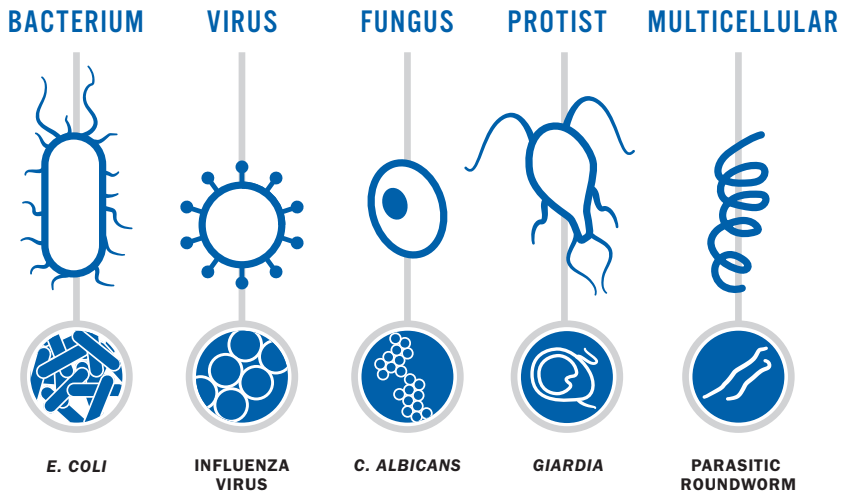 BACTERIUM
VIRUS
FUNGUS
PROTIST
MULTICELLULAR
E. COLI
INFLUENZA
VIRUS
C. ALBICANS
GIARDIA
PARASITIC
ROUNDWORM